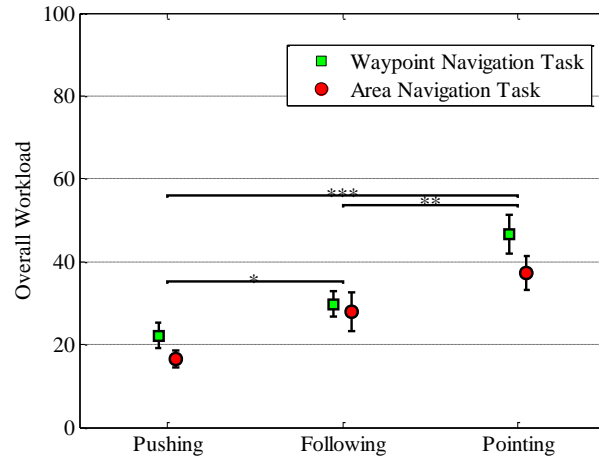 100
80
60
40
20
0
Overall Workload
Waypoint Navigation Task
Area Navigation Task
***
**
*
Pushing Following Pointing